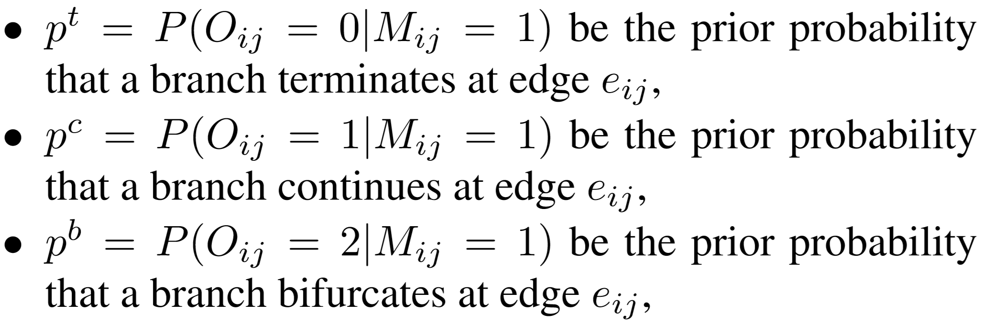 • $p^t = P(O_{ij} = 0|M_{ij} = 1)$ be the prior probability
that a branch terminates at edge $e_{ij}$,
• $p^c = P(O_{ij} = 1|M_{ij} = 1)$ be the prior probability
that a branch continues at edge $e_{ij}$,
• $p^b = P(O_{ij} = 2|M_{ij} = 1)$ be the prior probability
that a branch bifurcates at edge $e_{ij}$,